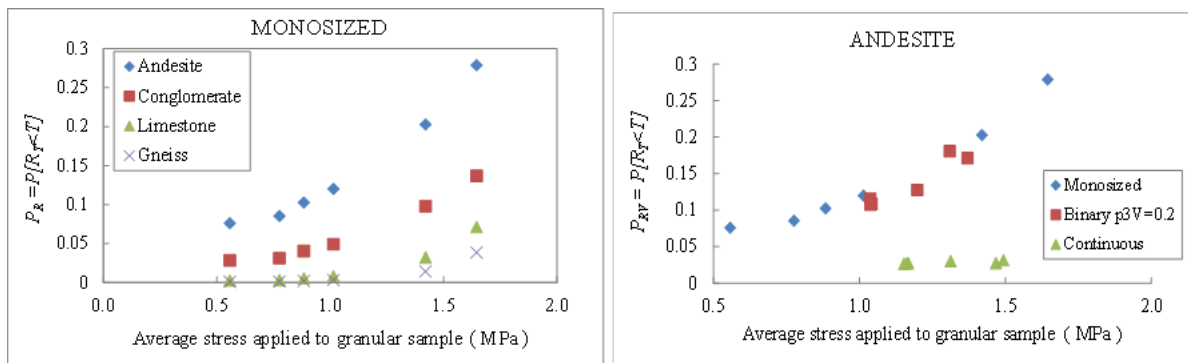 MONOSIZED
0.3
0.25
0.2
0.15
0.1
0.05
0
P_R = P[R_T<T]
Andesite
Conglomerate
Limestone
Gneiss
0.0 0.5 1.0 1.5 2.0
Average stress applied to granular sample ( MPa)
ANDESITE
0.3
0.25
0.2
0.15
0.1
0.05
0
P_RV = P[R_T<T]
Monosized
Binary p3V=0.2
Continuous
0.5 1.0 1.5 2.0
Average stress applied to granular sample ( MPa)